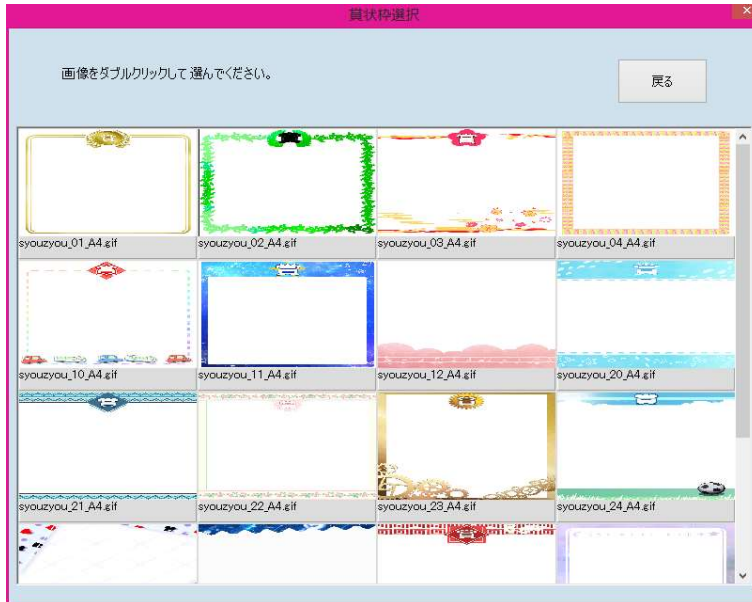 賞状枠選択
画像をダブルクリックして選んでください。
戻る
syouzyou_01_A4.gif
syouzyou_02_A4.gif
syouzyou_03_A4.gif
syouzyou_04_A4.gif
syouzyou_10_A4.gif
syouzyou_11_A4.gif
syouzyou_12_A4.gif
syouzyou_20_A4.gif
syouzyou_21_A4.gif
syouzyou_22_A4.gif
syouzyou_23_A4.gif
syouzyou_24_A4.gif